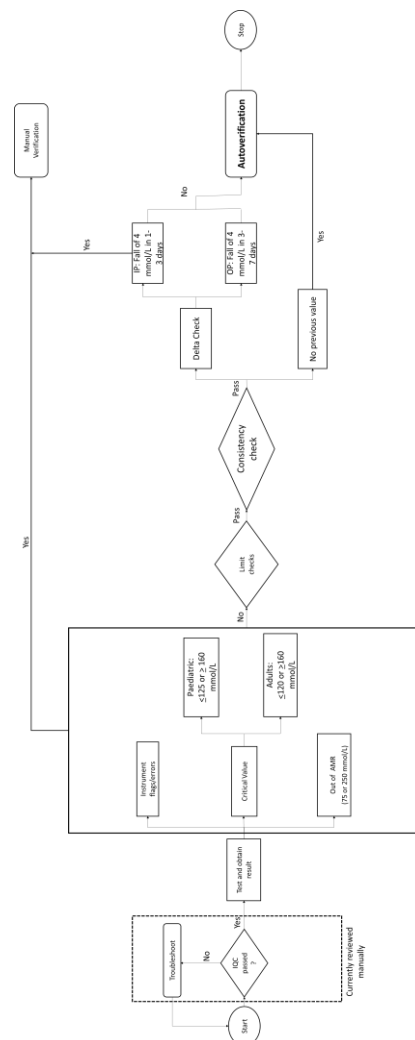 Start
IQC
passed
?
No
Troubleshoot
Yes
Currently reviewed
manually
Test and obtain
result
Instrument
flags/errors
Critical Value
Out of AMR
(75 or 250 mmol/L)
Paediatric:
≤125 or ≥ 160
mmol/L
Adults:
≤120 or ≥160
mmol/L
Yes
No
Limit
checks
Pass
Consistency
check
Pass
Pass
Delta Check
No previous value
IP: Fall of 4
mmol/L in 1-
3 days
OP: Fall of 4
mmol/L in 3-
7 days
Yes
No
Yes
Manual
Verification
Autoverification
Stop